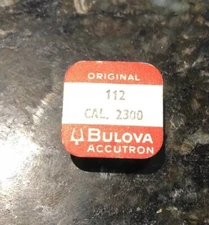 ORIGINAL
112
CAL. 2300
BULOVA
ACCUTRON